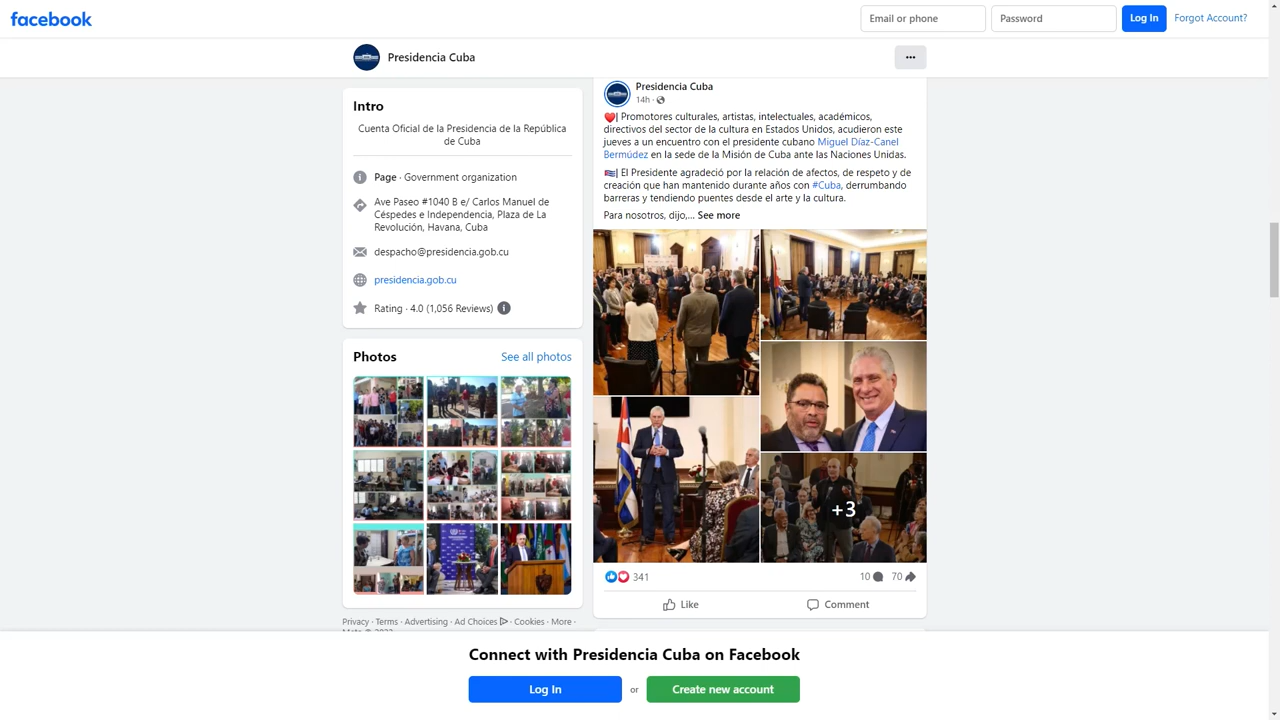 facebook
Email or phone
Password
Log In
Forgot Account?
Presidencia Cuba
Intro
Cuenta Oficial de la Presidencia de la República
de Cuba
Page · Government organization
Ave Paseo #1040 B e/ Carlos Manuel de
Céspedes e Independencia, Plaza de La
Revolución, Havana, Cuba
despacho@presidencia.gob.cu
presidencia.gob.cu
Rating · 4.0 (1,056 Reviews)
Photos
See all photos
Privacy · Terms · Advertising · Ad Choices · Cookies · More ·
Presidencia Cuba
14h ·
| Promotores culturales, artistas, intelectuales, académicos,
directivos del sector de la cultura en Estados Unidos, acudieron este
jueves a un encuentro con el presidente cubano Miguel Díaz-Canel
Bermúdez en la sede de la Misión de Cuba ante las Naciones Unidas.
| El Presidente agradeció por la relación de afectos, de respeto y de
creación que han mantenido durante años con #Cuba, derrumbando
barreras y tendiendo puentes desde el arte y la cultura.
Para nosotros, dijo,... See more
+3
341
10
70
Like
Comment
Connect with Presidencia Cuba on Facebook
Log In
or
Create new account